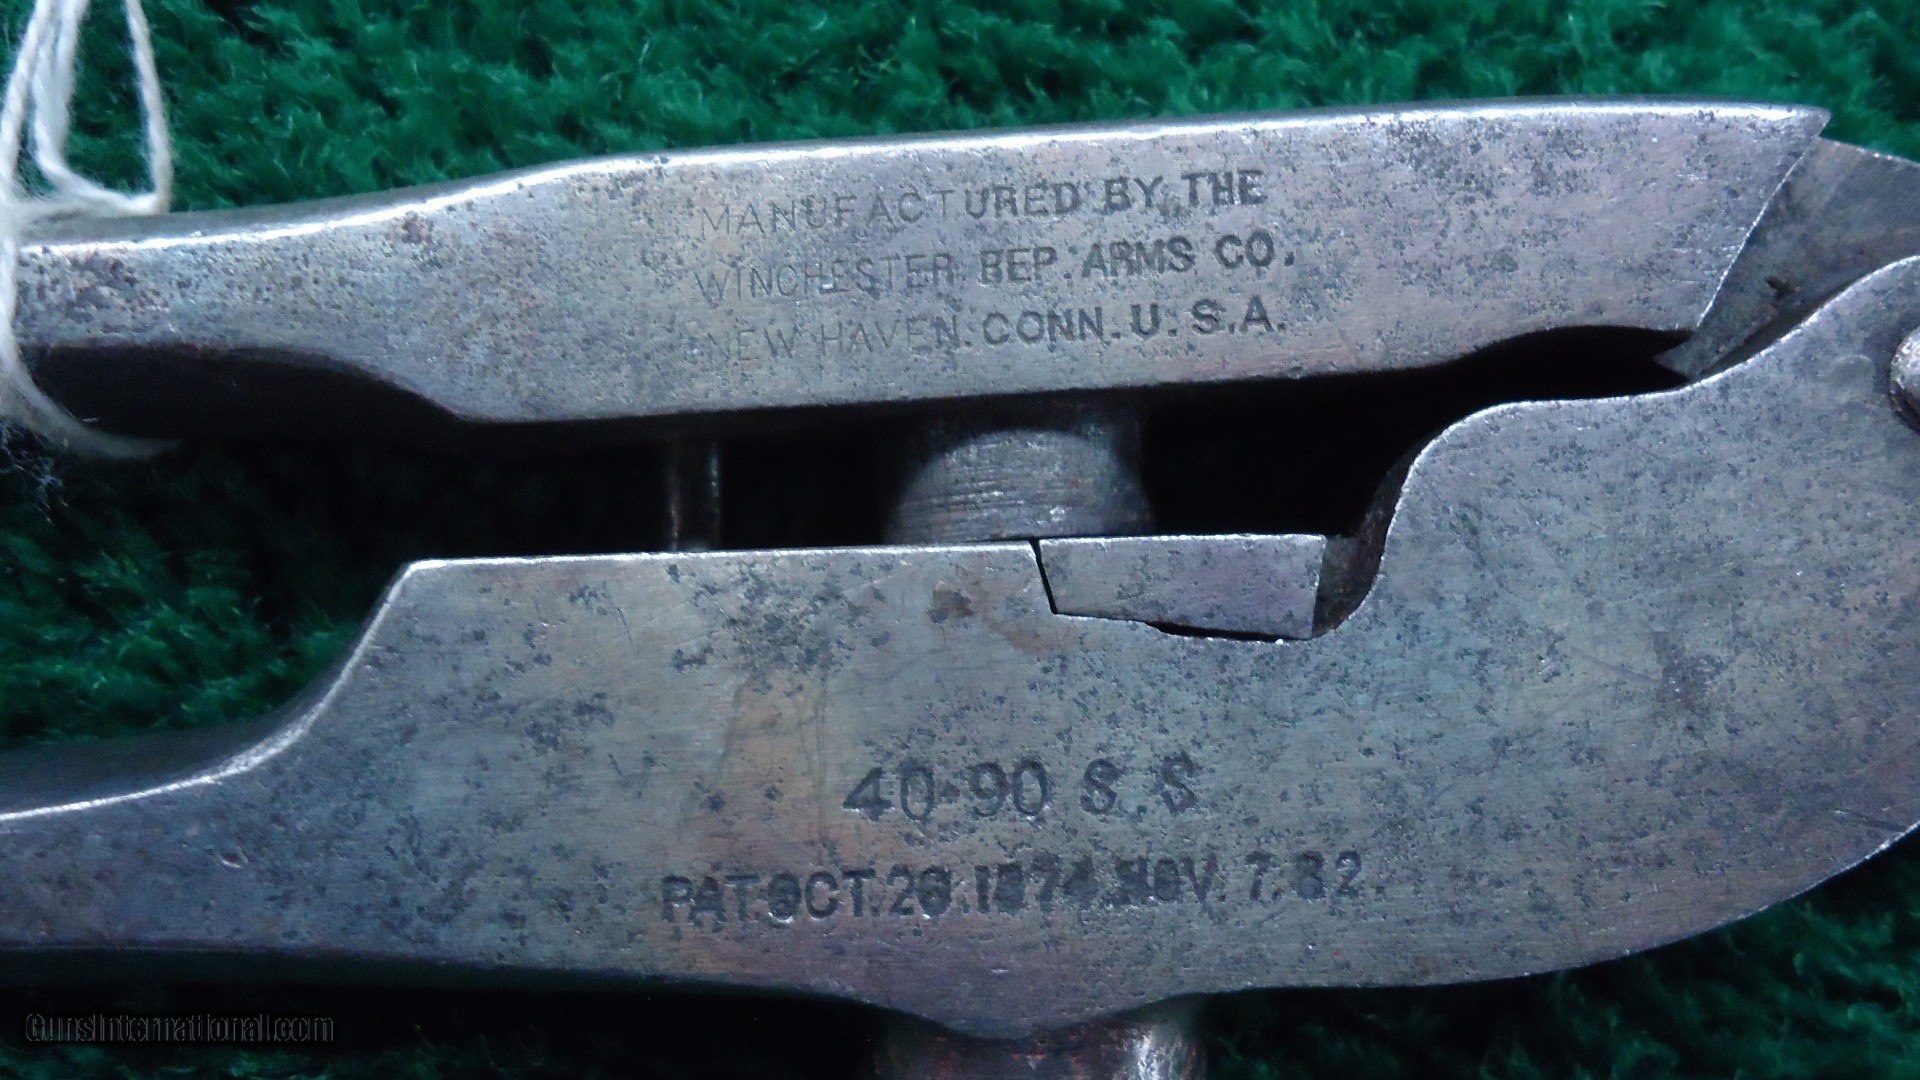 MANUFACTURED BY THE
WINCHESTER REP. ARMS CO.
NEW HAVEN. CONN. U. S. A.
40-90 S. S
PAT. OCT. 20. 1874. NOV. 7. 82.
GunsInternational.com